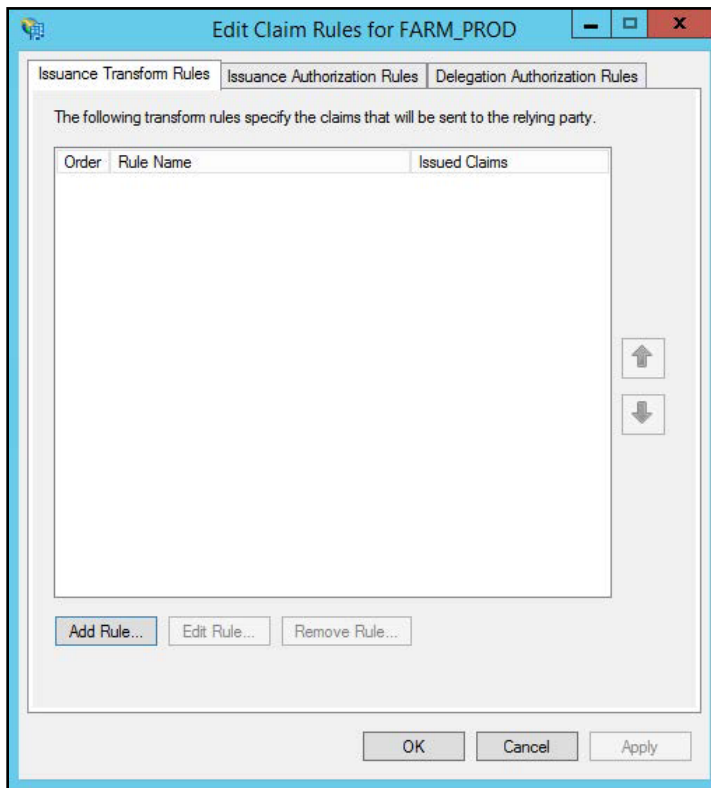 Edit Claim Rules for FARM_PROD
Issuance Transform Rules Issuance Authorization Rules Delegation Authorization Rules
The following transform rules specify the claims that will be sent to the relying party.
Order Rule Name Issued Claims
Add Rule... Edit Rule... Remove Rule...
OK Cancel Apply